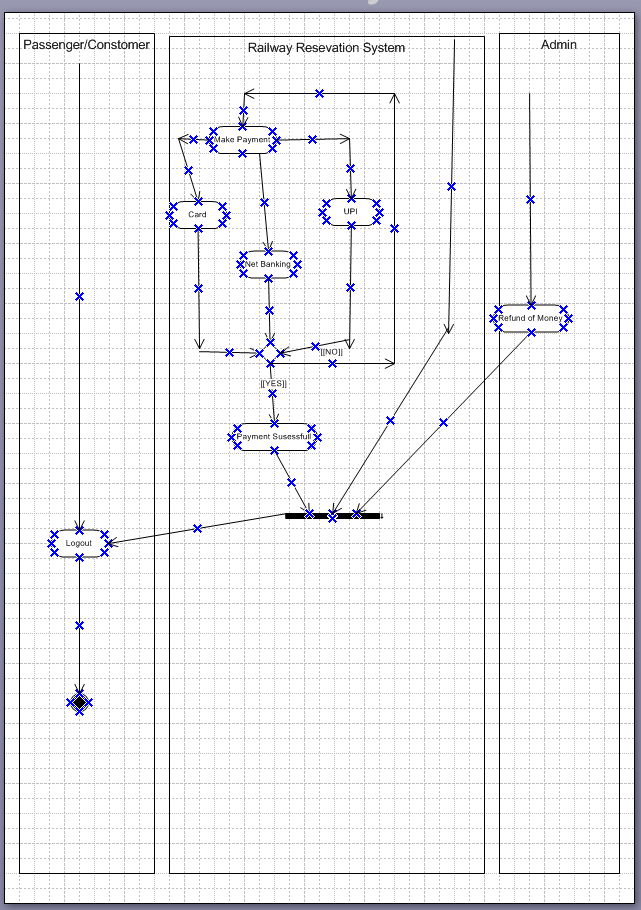 Passenger/Constomer
Railway Resevation System
Admin
Make Payment
Card
UPI
Net Banking
Refund of Money
[[NO]]
[[YES]]
Payment Susessfull
Logout